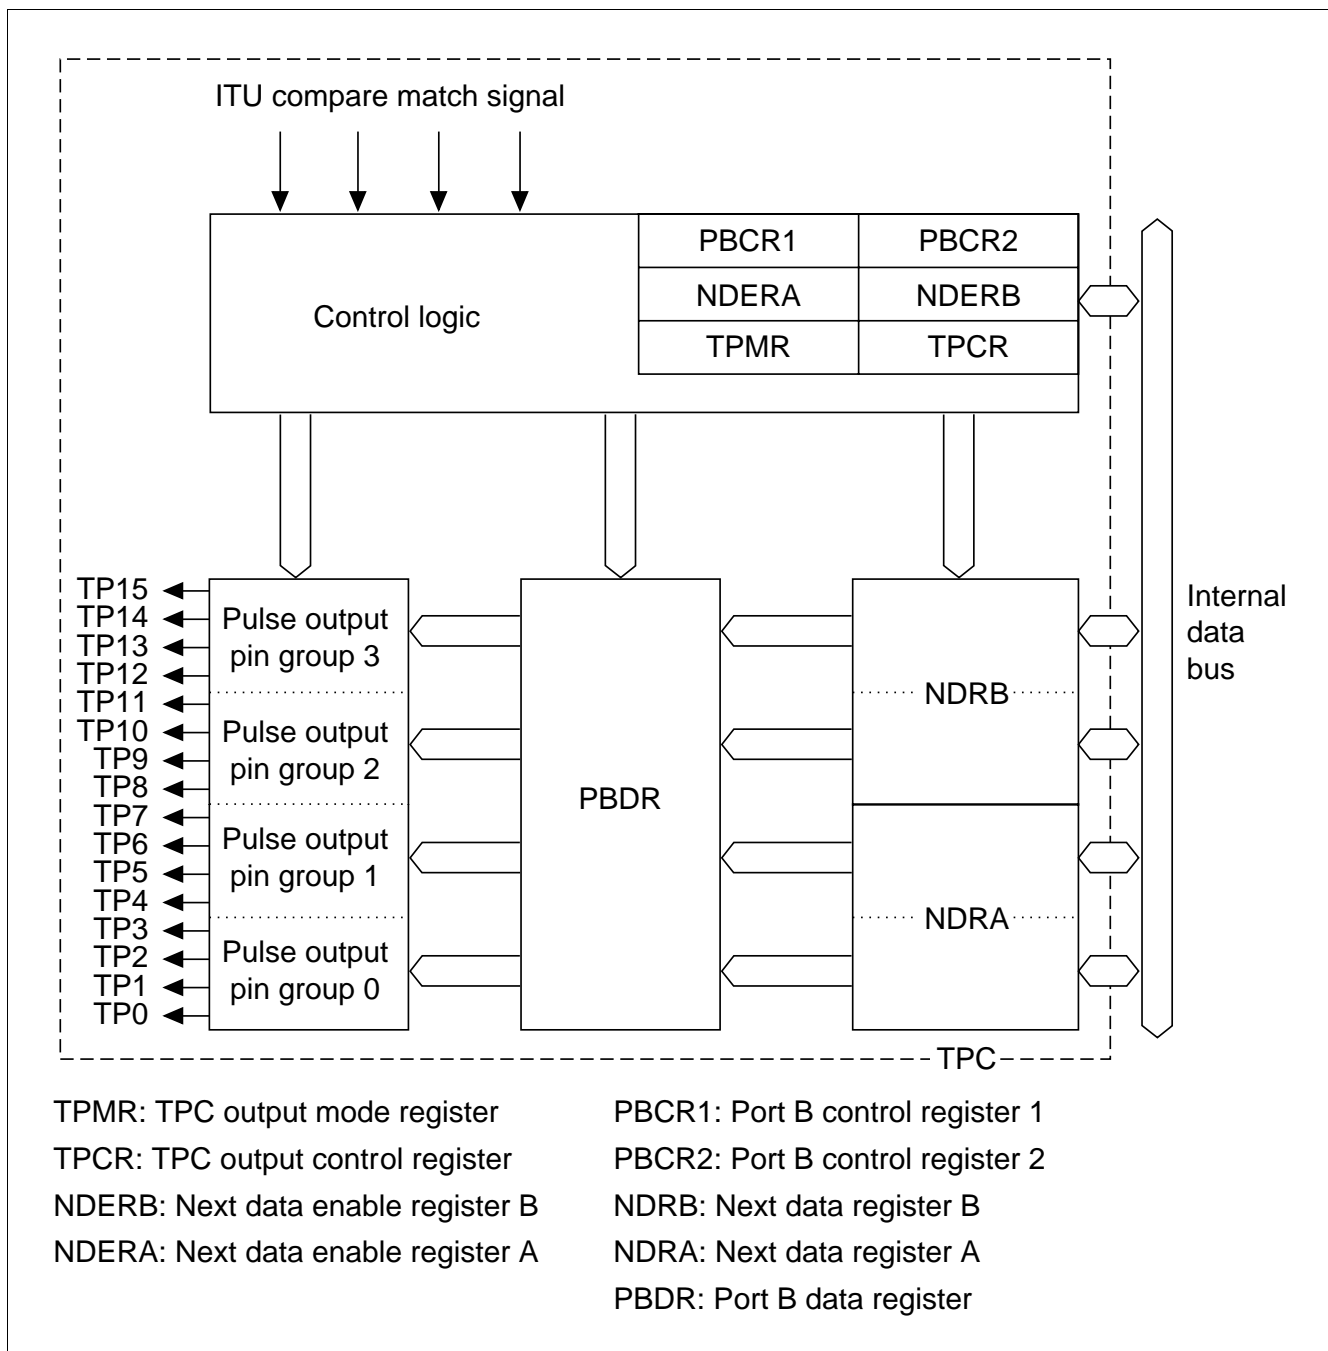 ITU compare match signal
PBCR1 PBCR2
NDERA NDERB
Control logic
TPMR TPCR
TP15
TP14
TP13
TP12
TP11
TP10
TP9
TP8
TP7
TP6
TP5
TP4
TP3
TP2
TP1
TP0
Pulse output
pin group 3
Pulse output
pin group 2
Pulse output
pin group 1
Pulse output
pin group 0
PBDR
NDRB
NDRA
Internal
data
bus
TPC
TPMR: TPC output mode register
TPCR: TPC output control register
NDERB: Next data enable register B
NDERA: Next data enable register A
PBCR1: Port B control register 1
PBCR2: Port B control register 2
NDRB: Next data register B
NDRA: Next data register A
PBDR: Port B data register